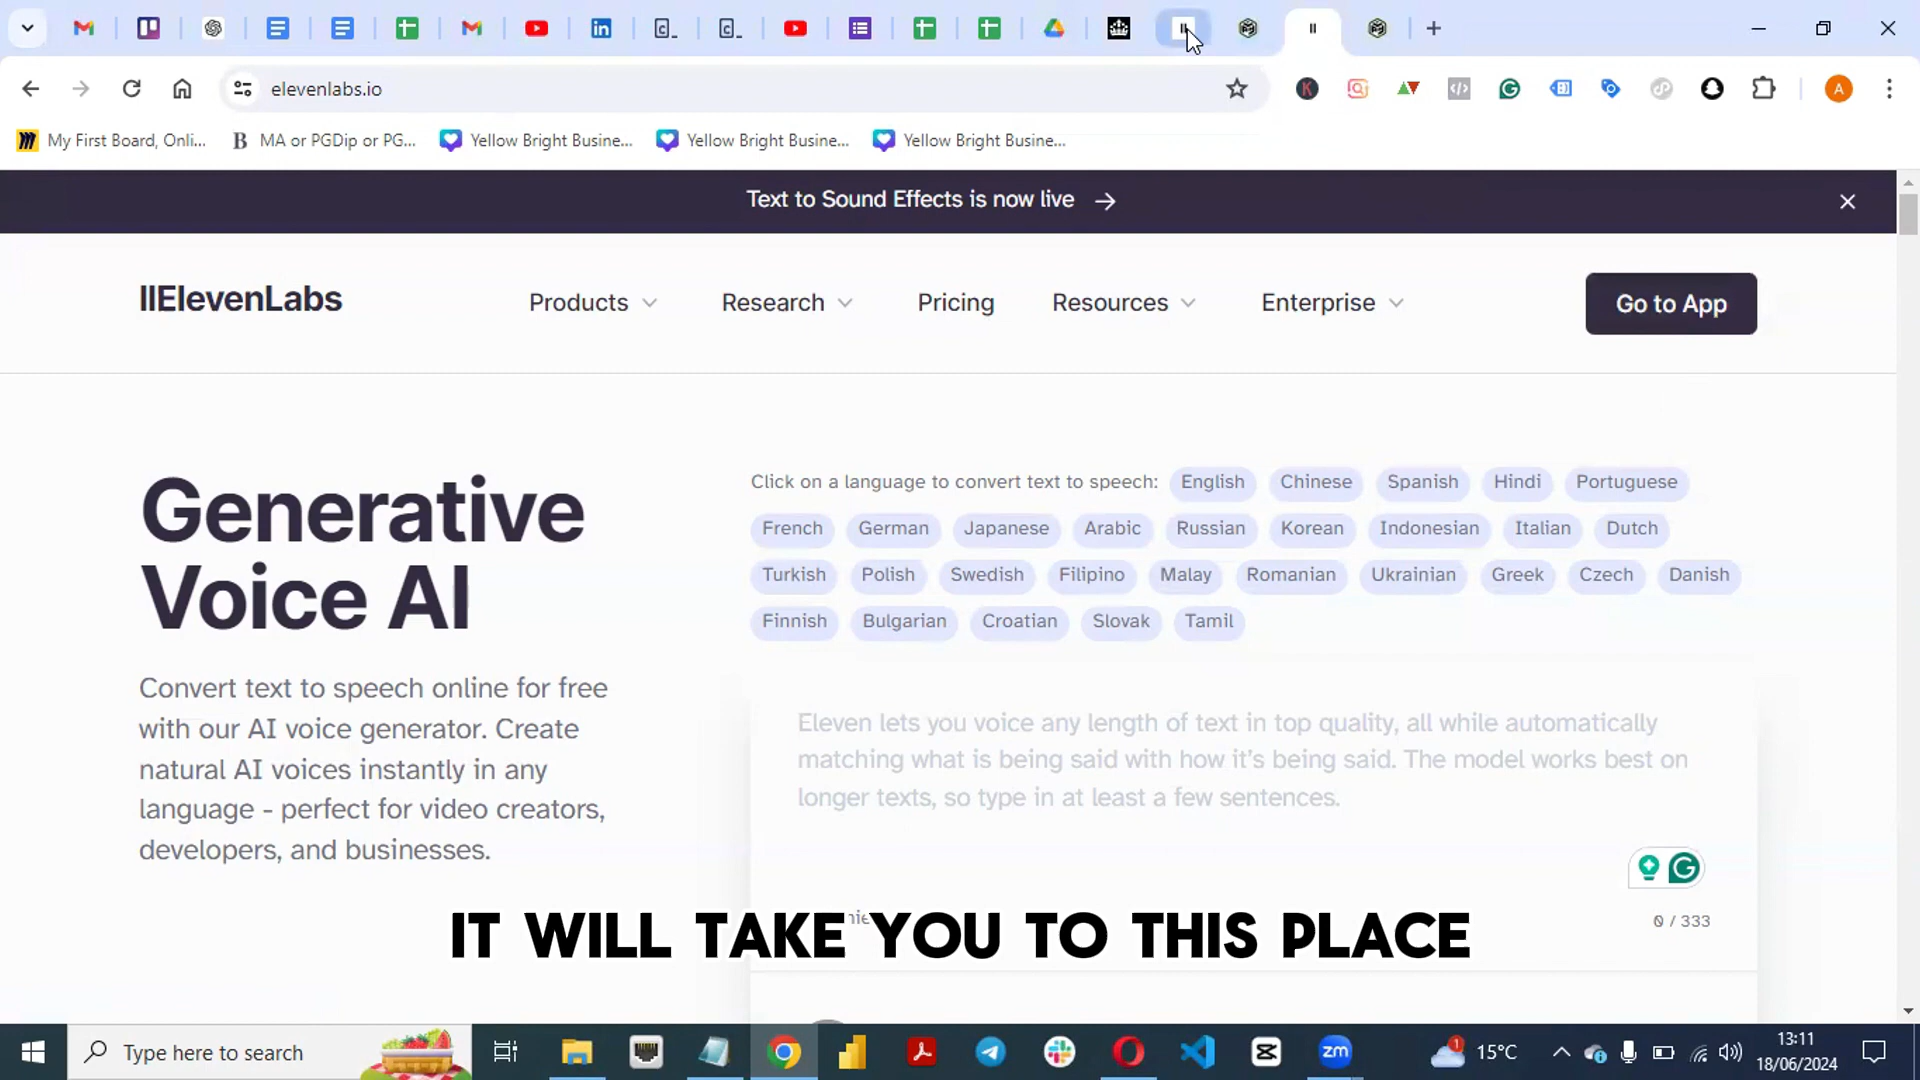 elevenlabs.io
My First Board, Onli...
MA or PGDip or PG...
Yellow Bright Busine...
Yellow Bright Busine...
Yellow Bright Busine...
Text to Sound Effects is now live →
IIElevenLabs
Products
Research
Pricing
Resources
Enterprise
Go to App
Generative
Voice AI
Convert text to speech online for free
with our AI voice generator. Create
natural AI voices instantly in any
language - perfect for video creators,
developers, and businesses.
Click on a language to convert text to speech: English Chinese Spanish Hindi Portuguese
French German Japanese Arabic Russian Korean Indonesian Italian Dutch
Turkish Polish Swedish Filipino Malay Romanian Ukrainian Greek Czech Danish
Finnish Bulgarian Croatian Slovak Tamil
Eleven lets you voice any length of text in top quality, all while automatically
matching what is being said with how it's being said. The model works best on
longer texts, so type in at least a few sentences.
0 / 333
IT WILL TAKE YOU TO THIS PLACE
Type here to search
15°C
13:11
18/06/2024